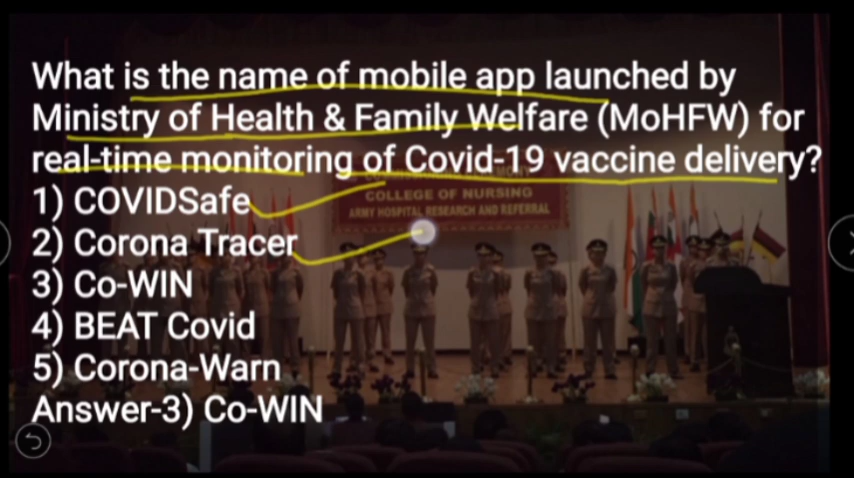 What is the name of mobile app launched by
Ministry of Health & Family Welfare (MoHFW) for
real-time monitoring of Covid-19 vaccine delivery?
COLLEGE OF NURSING
1) COVIDSafe
ARMY HOSPITAL RESEARCH AND REFERRAL
2) Corona Tracer
3) Co-WIN
4) BEAT Covid
5) Corona-Warn
Answer-3) Co-WIN